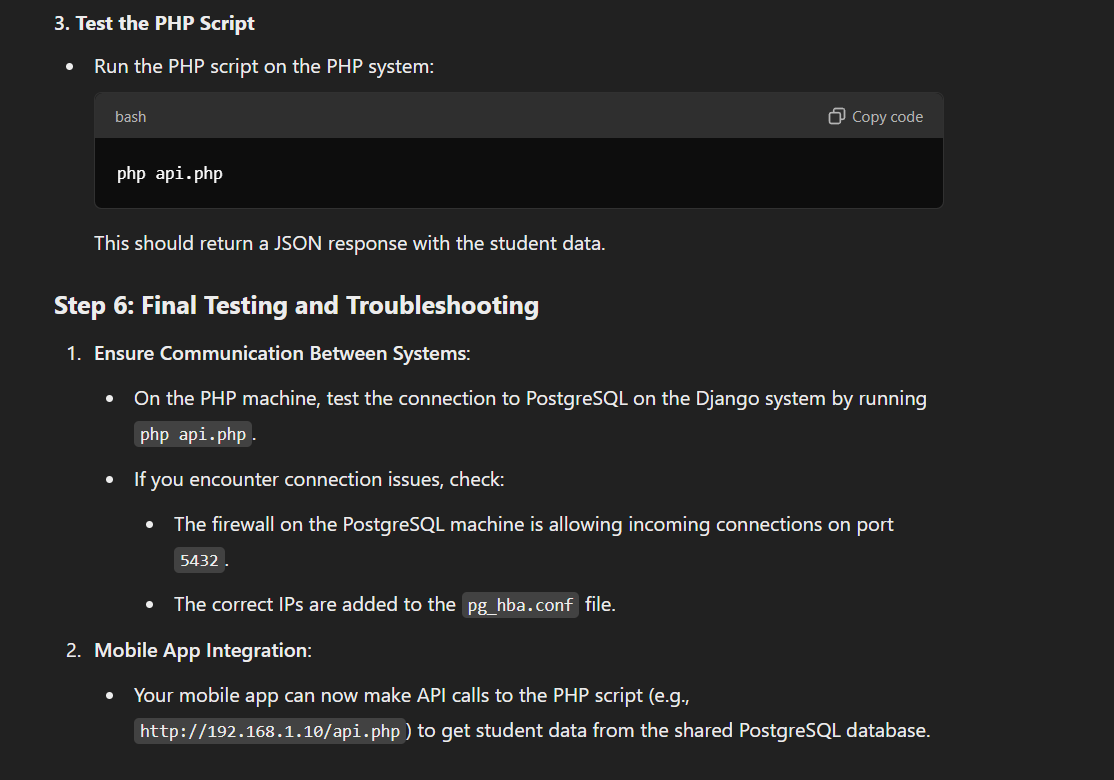 3. Test the PHP Script
Run the PHP script on the PHP system:
bash
Copy code
php api.php
This should return a JSON response with the student data.
Step 6: Final Testing and Troubleshooting
1. Ensure Communication Between Systems:
On the PHP machine, test the connection to PostgreSQL on the Django system by running
php api.php.
If you encounter connection issues, check:
The firewall on the PostgreSQL machine is allowing incoming connections on port
5432.
The correct IPs are added to the pg_hba.conf file.
2. Mobile App Integration:
Your mobile app can now make API calls to the PHP script (e.g.,
http://192.168.1.10/api.php) to get student data from the shared PostgreSQL database.